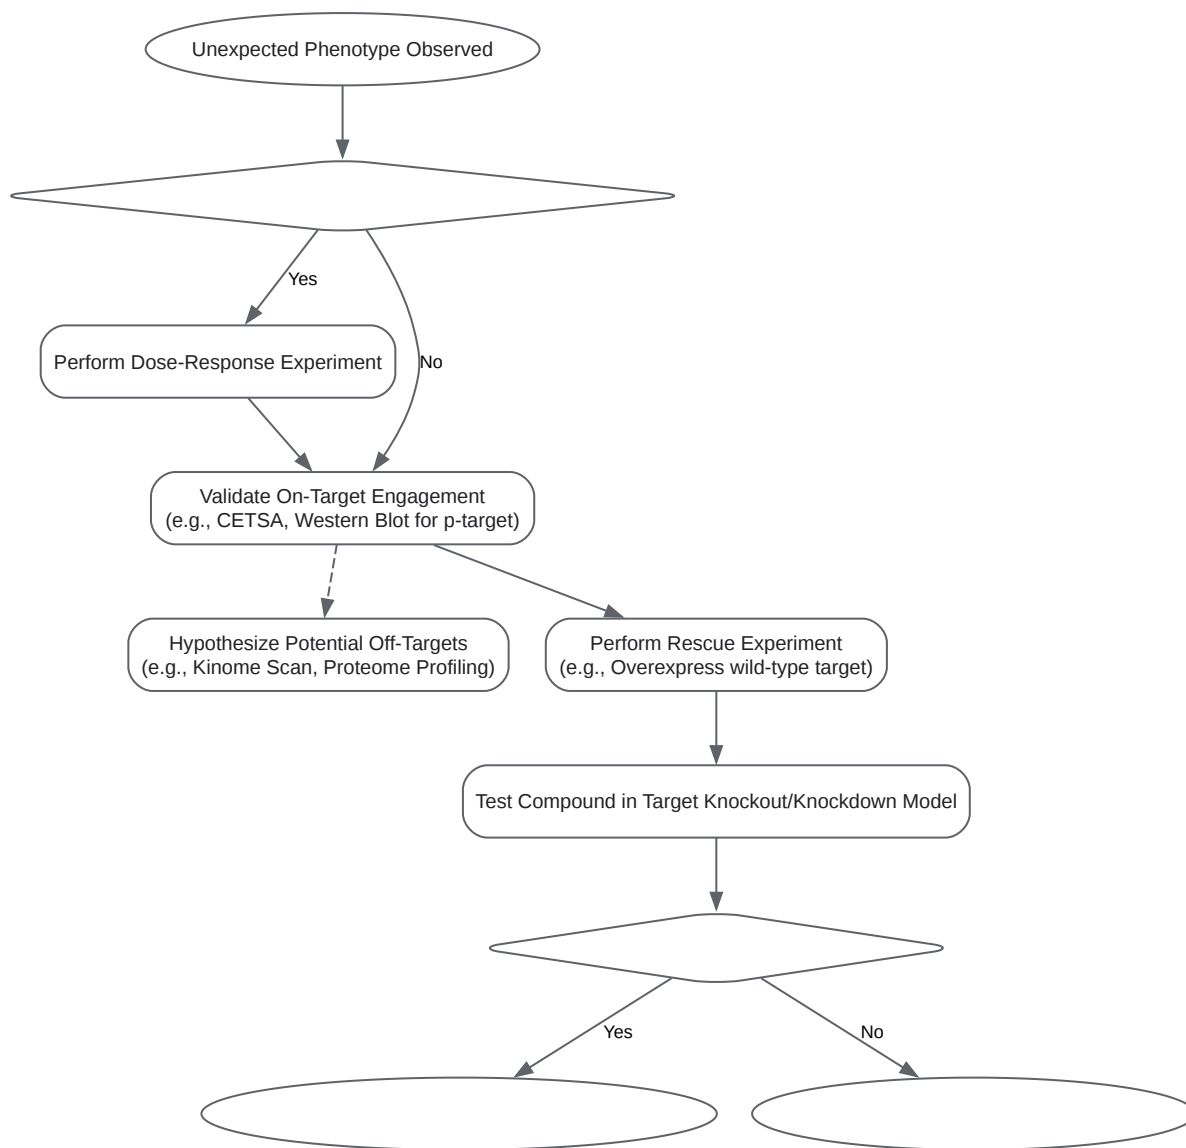 Unexpected Phenotype Observed
Yes
Perform Dose-Response Experiment
No
Validate On-Target Engagement
(e.g., CETSA, Western Blot for p-target)
Hypothesize Potential Off-Targets
(e.g., Kinome Scan, Proteome Profiling)
Perform Rescue Experiment
(e.g., Overexpress wild-type target)
Test Compound in Target Knockout/Knockdown Model
Yes
No